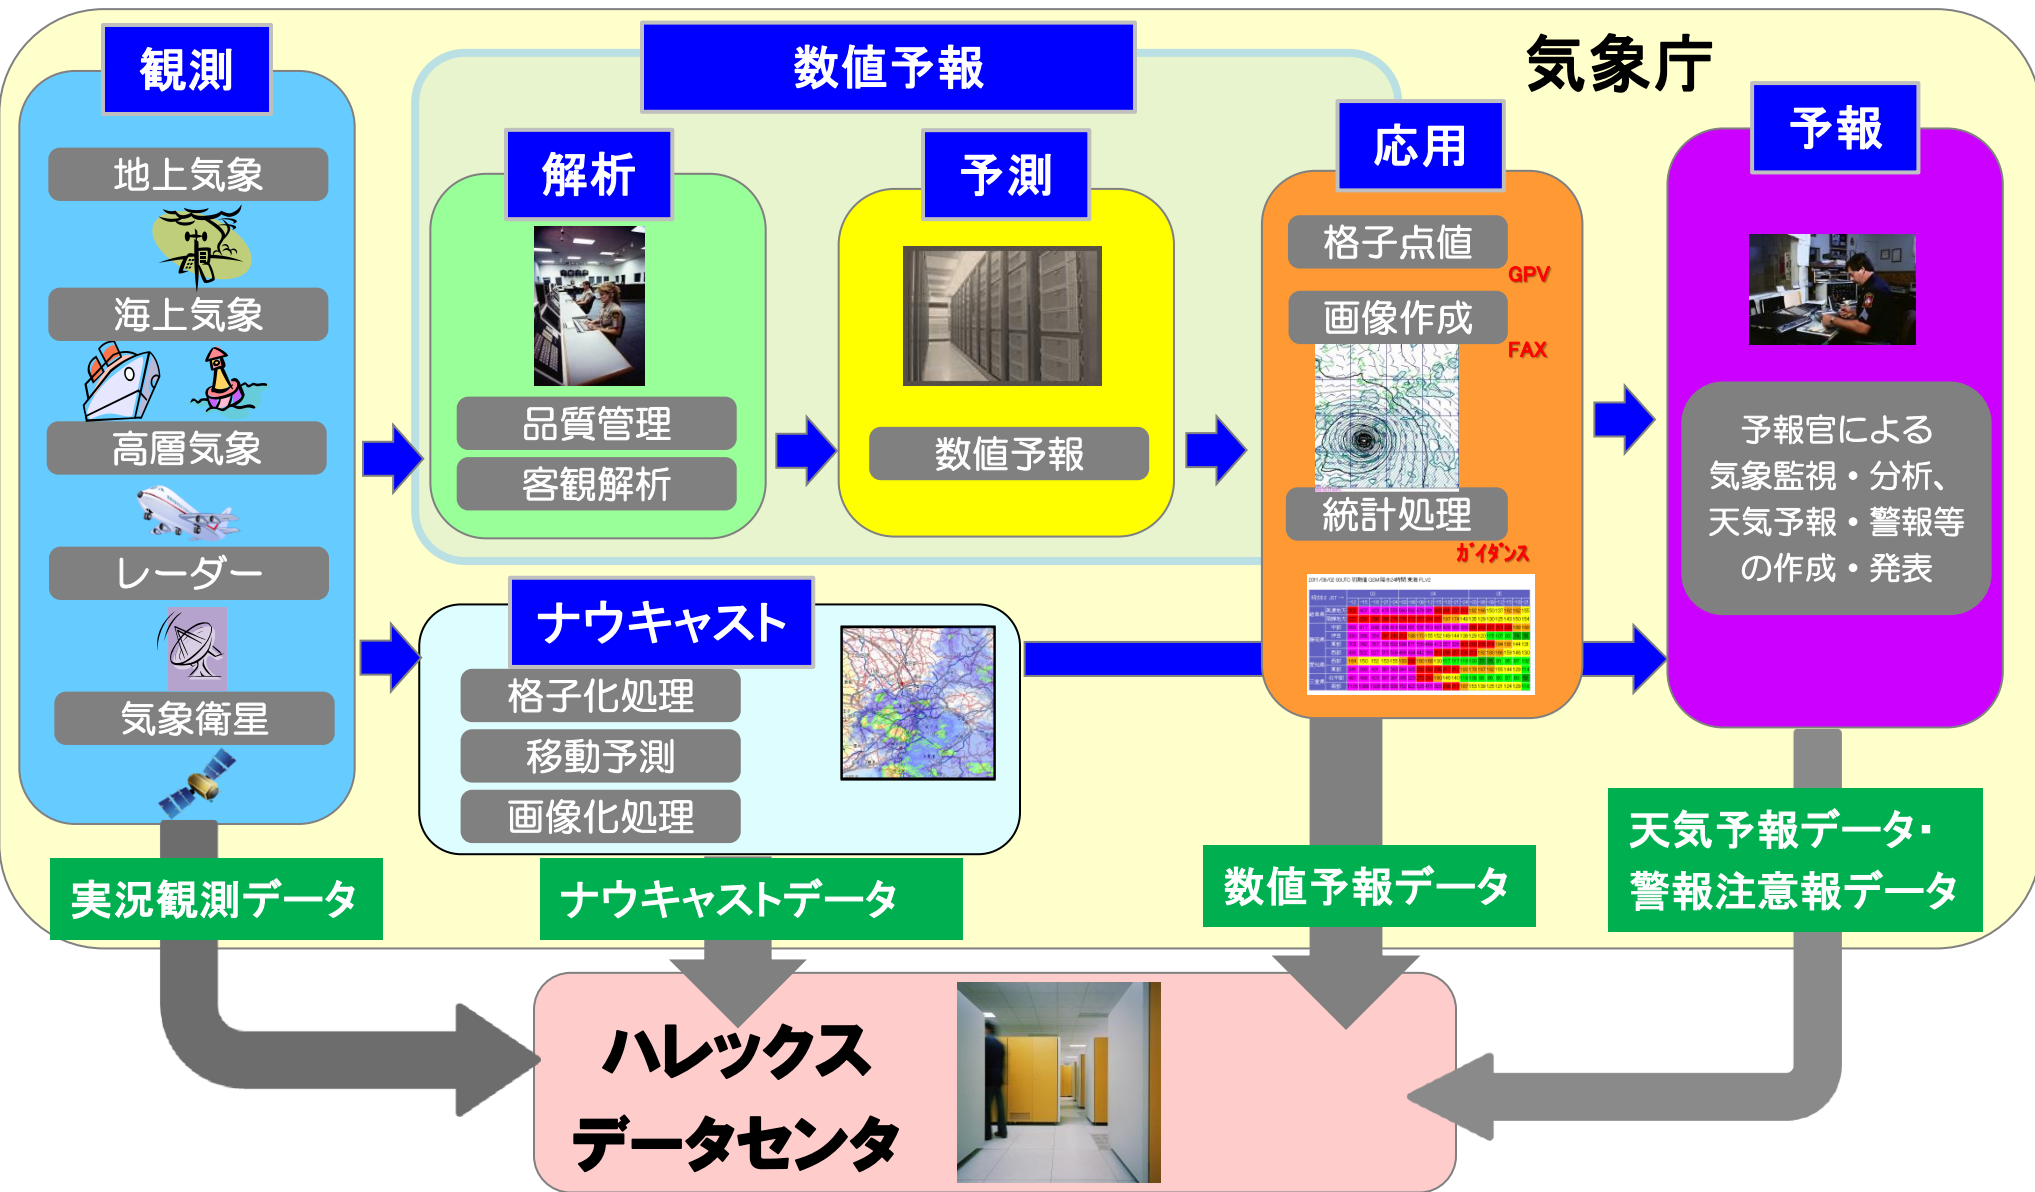 気象庁
観測
地上気象
海上気象
高層気象
レーダー
気象衛星
数値予報
解析
品質管理
客観解析
予測
数値予報
応用
格子点値
GPV
画像作成
FAX
統計処理
ガイダンス
予報
予報官による
気象監視・分析、
天気予報・警報等
の作成・発表
ナウキャスト
格子化処理
移動予測
画像化処理
実況観測データ
ナウキャストデータ
数値予報データ
天気予報データ・
警報注意報データ
ハレックス
データセンタ